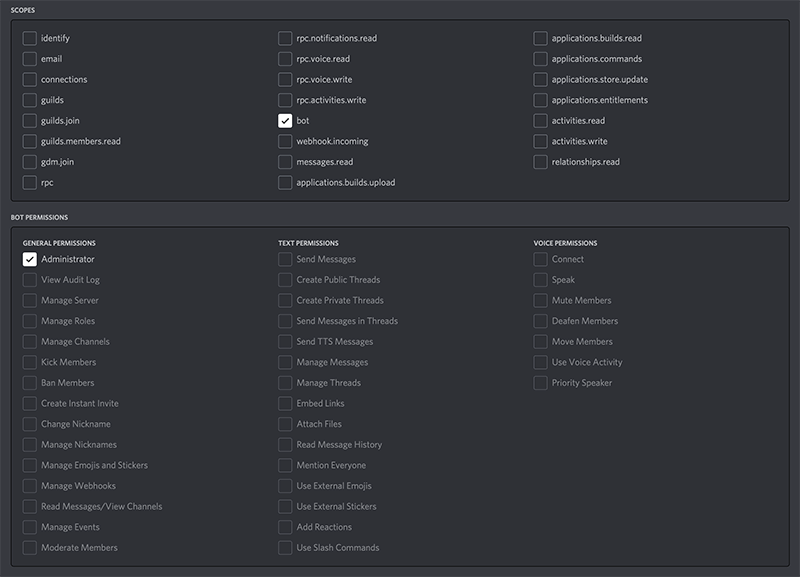 SCOPES
identify
email
connections
guilds
guilds.join
guilds.members.read
gdm.join
rpc
rpc.notifications.read
rpc.voice.read
rpc.voice.write
rpc.activities.write
bot
webhook.incoming
messages.read
applications.builds.upload
applications.builds.read
applications.commands
applications.store.update
applications.entitlements
activities.read
activities.write
relationships.read
BOT PERMISSIONS
GENERAL PERMISSIONS
Administrator
View Audit Log
Manage Server
Manage Roles
Manage Channels
Kick Members
Ban Members
Create Instant Invite
Change Nickname
Manage Nicknames
Manage Emojis and Stickers
Manage Webhooks
Read Messages/View Channels
Manage Events
Moderate Members
TEXT PERMISSIONS
Send Messages
Create Public Threads
Create Private Threads
Send Messages in Threads
Send TTS Messages
Manage Messages
Manage Threads
Embed Links
Attach Files
Read Message History
Mention Everyone
Use External Emojis
Use External Stickers
Add Reactions
Use Slash Commands
VOICE PERMISSIONS
Connect
Speak
Mute Members
Deafen Members
Move Members
Use Voice Activity
Priority Speaker